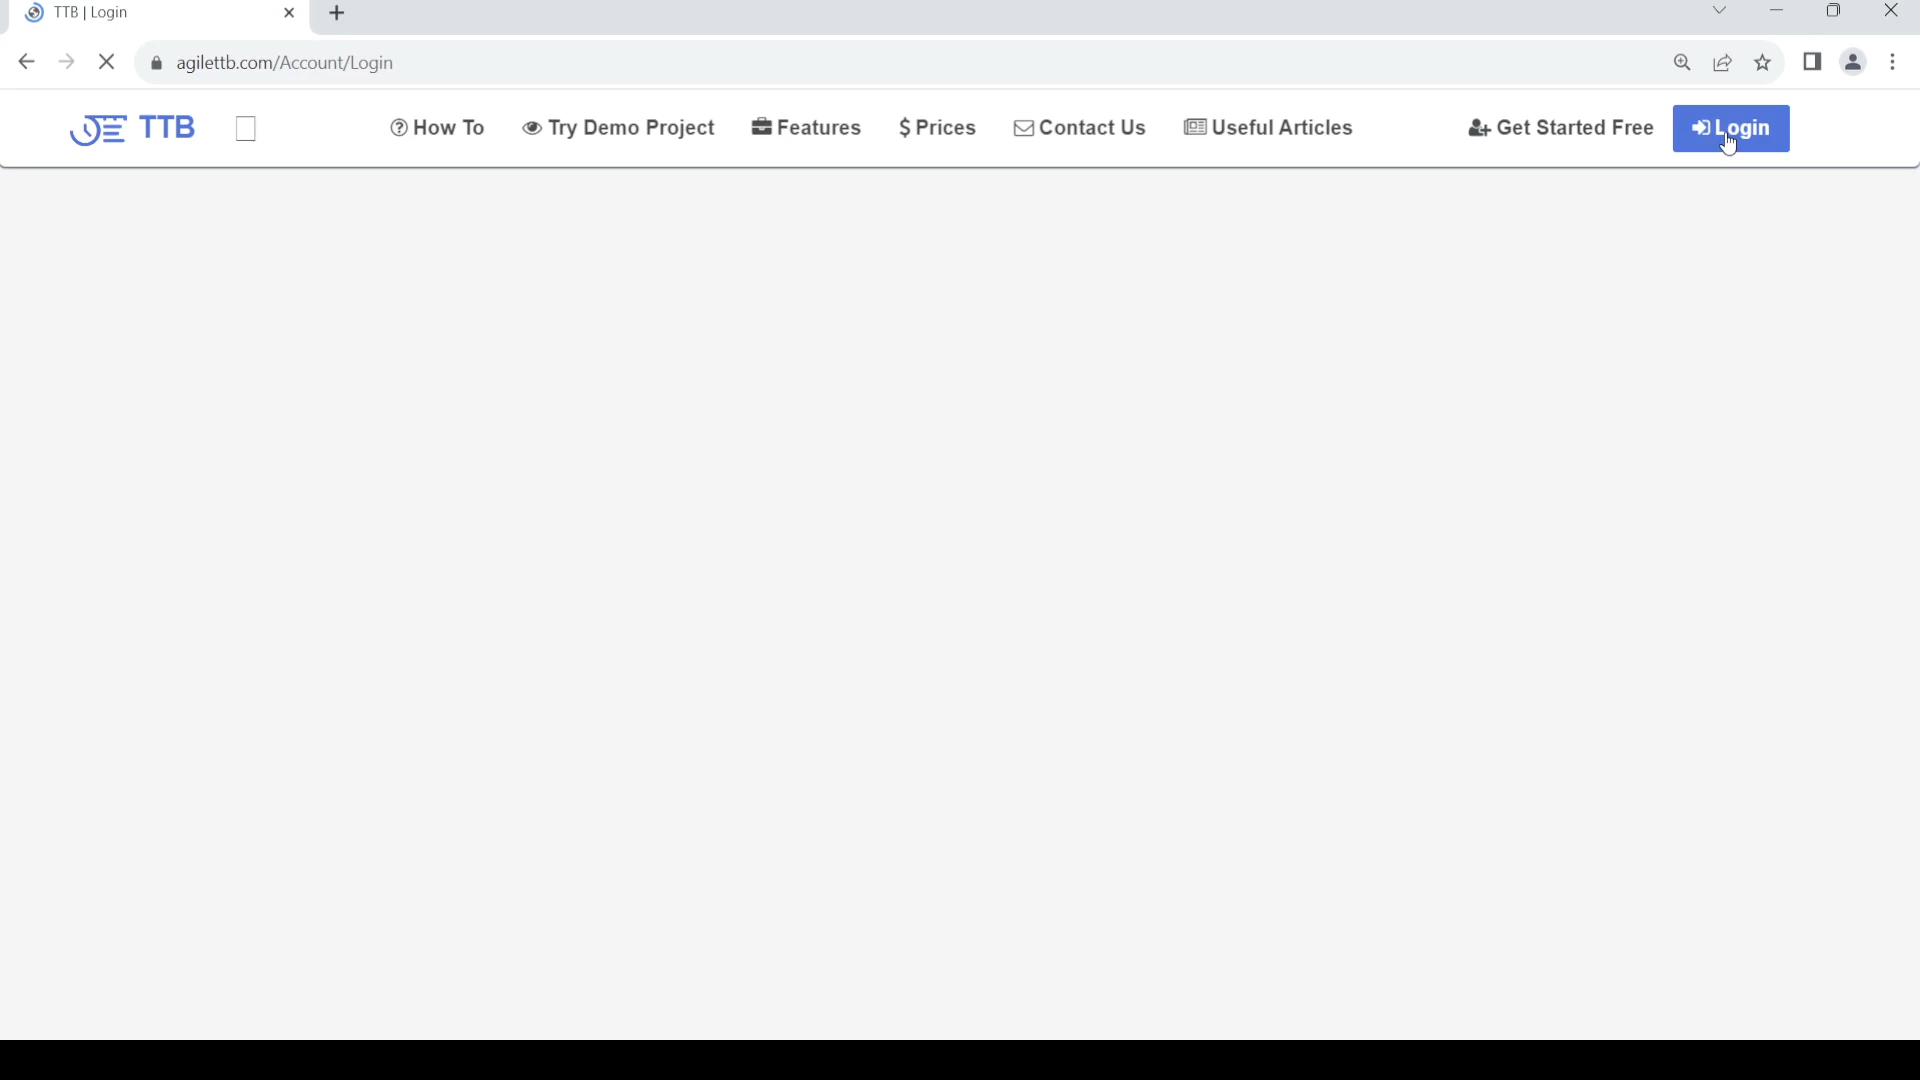 TTB | Login
agilettb.com/Account/Login
TTB How To Try Demo Project Features $ Prices Contact Us Useful Articles Get Started Free Login